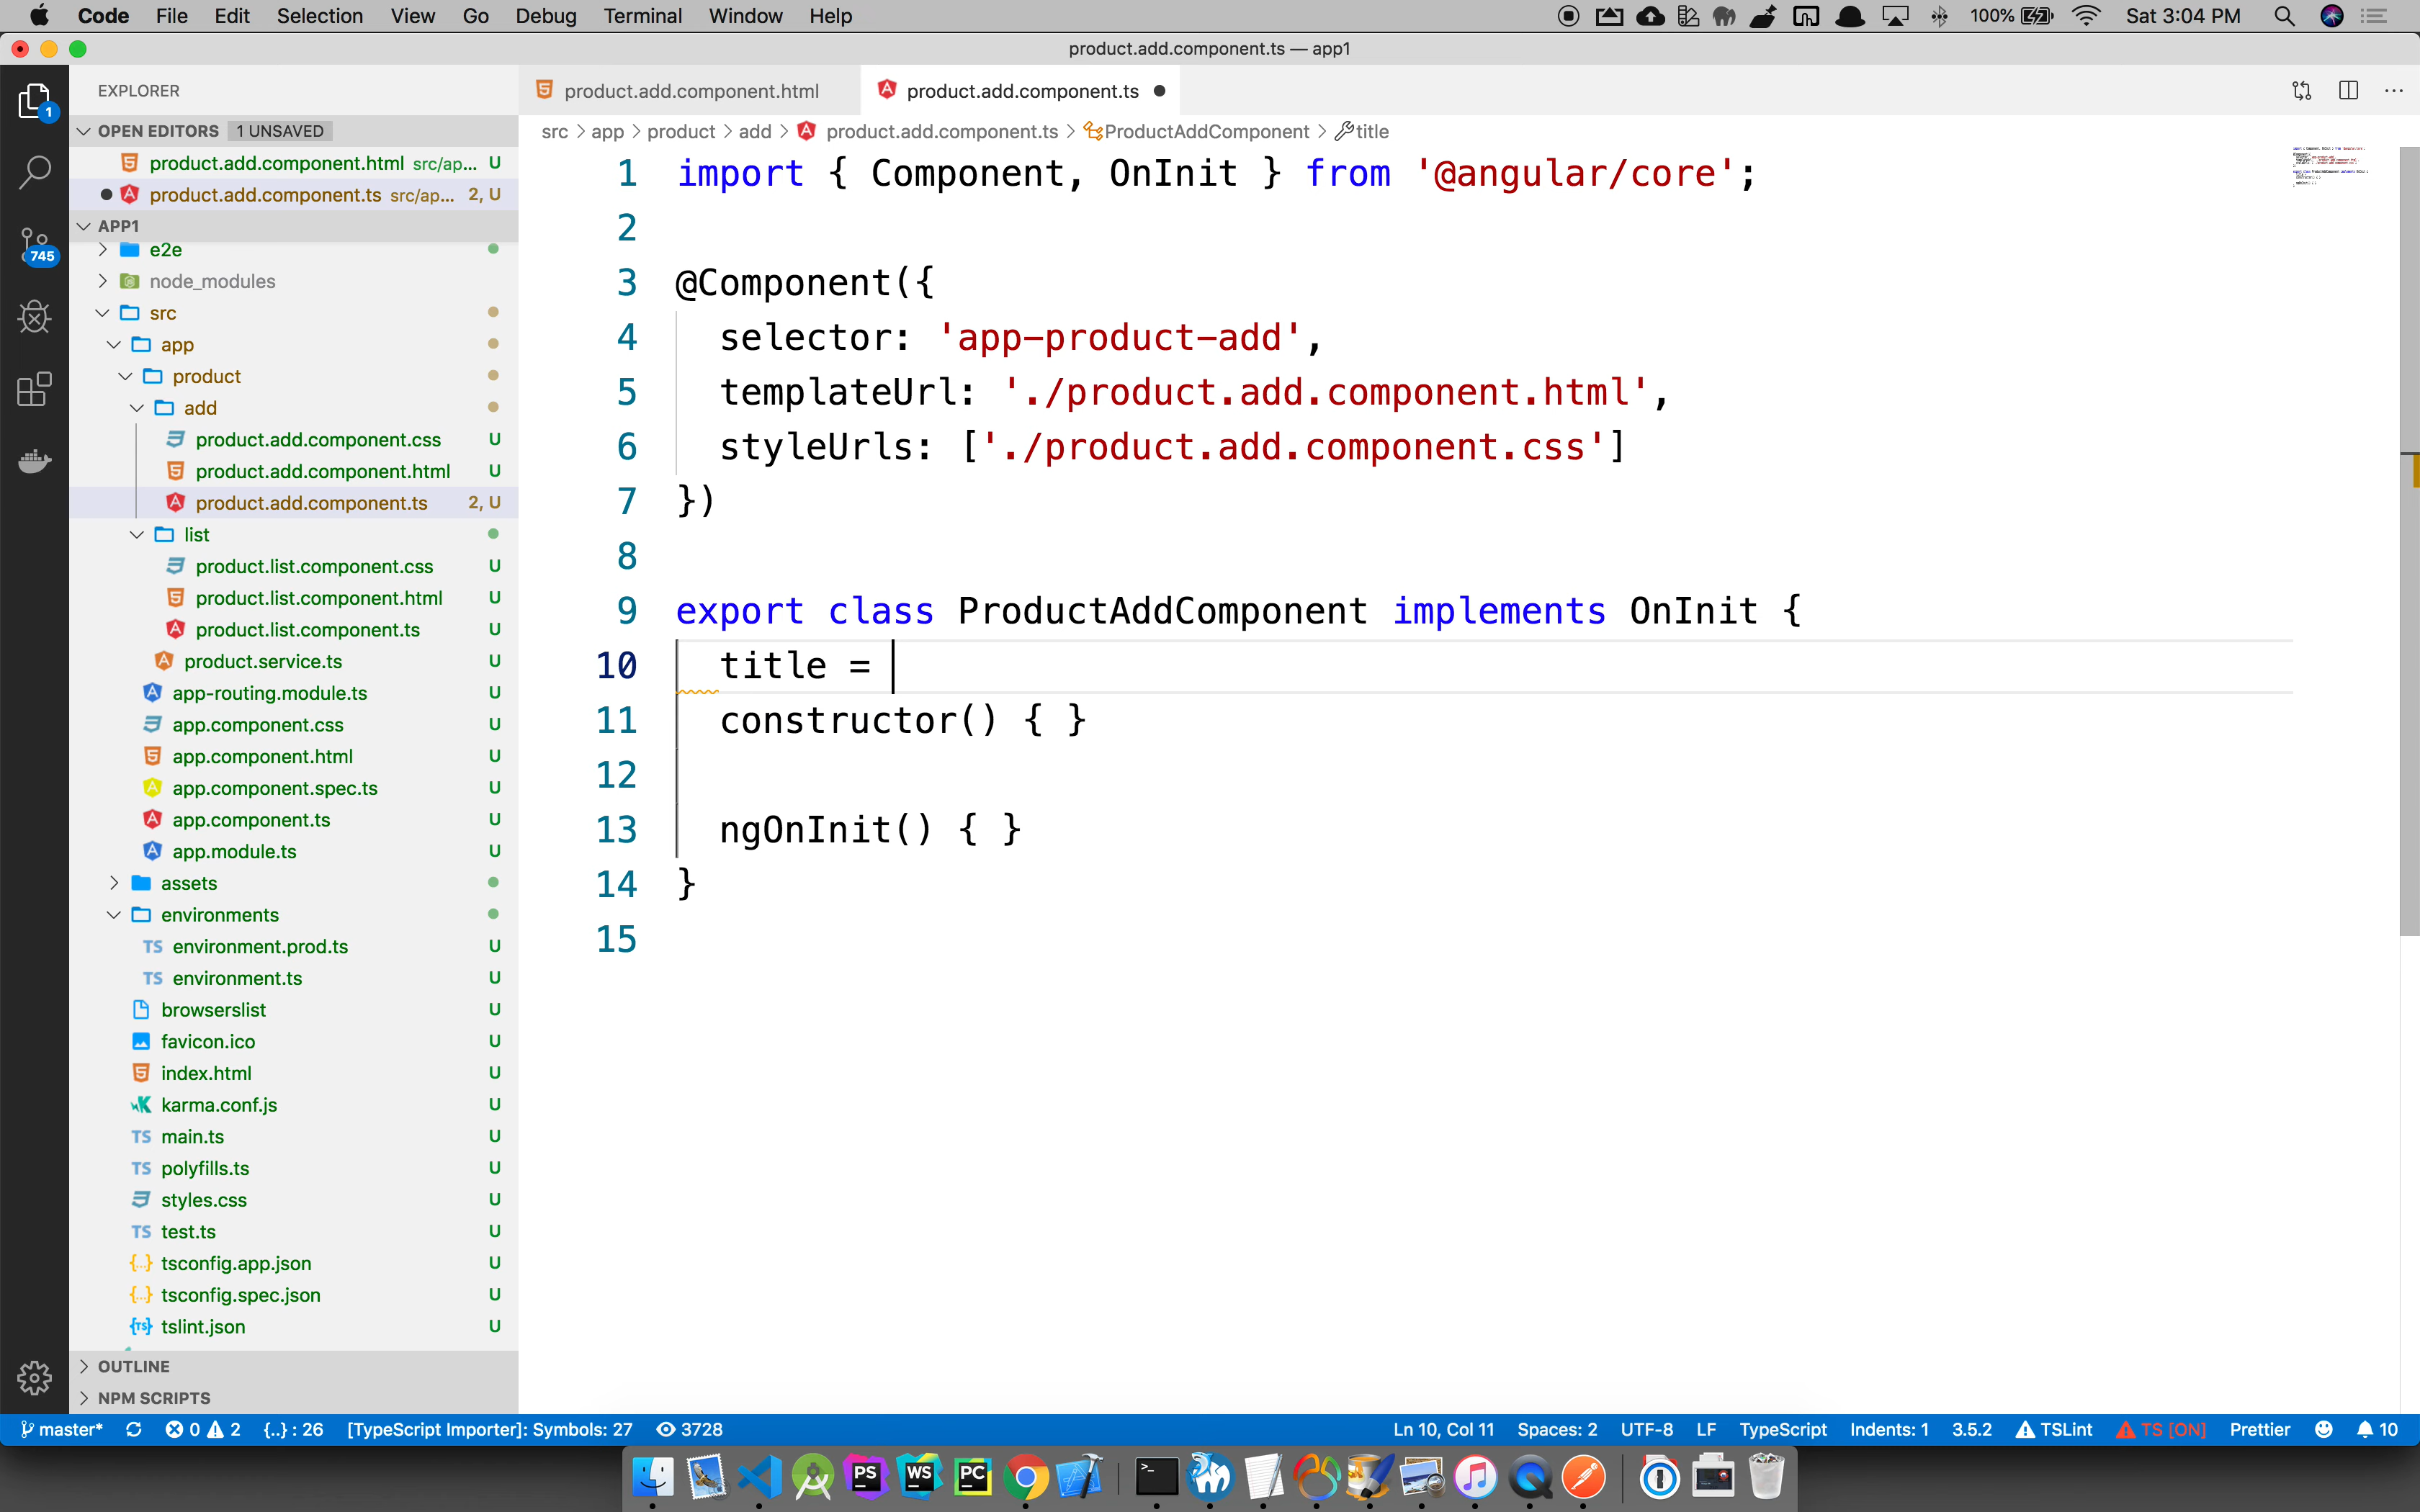 Code File Edit Selection View Go Debug Terminal Window Help 100% Sat 3:04 PM
product.add.component.ts — app1
EXPLORER
OPEN EDITORS 1 UNSAVED
product.add.component.html src/ap... U
product.add.component.ts src/ap... 2, U
APP1
e2e
node_modules
src
app
product
add
product.add.component.css U
product.add.component.html U
product.add.component.ts 2, U
list
product.list.component.css U
product.list.component.html U
product.list.component.ts U
product.service.ts U
app-routing.module.ts U
app.component.css U
app.component.html U
app.component.spec.ts U
app.component.ts U
app.module.ts U
assets
environments
TS environment.prod.ts U
TS environment.ts U
browserslist U
favicon.ico U
index.html U
karma.conf.js U
TS main.ts U
TS polyfills.ts U
styles.css U
TS test.ts U
tsconfig.app.json U
tsconfig.spec.json U
tslint.json U
OUTLINE
NPM SCRIPTS
1
745
product.add.component.html product.add.component.ts
src > app > product > add > product.add.component.ts > ProductAddComponent > title
1 import { Component, OnInit } from '@angular/core';
2
3 @Component({
4 selector: 'app-product-add',
5 templateUrl: './product.add.component.html',
6 styleUrls: ['./product.add.component.css']
7 })
8
9 export class ProductAddComponent implements OnInit {
10 title =
11 constructor() { }
12
13 ngOnInit() { }
14 }
15
master* 0 2 {..} : 26 [TypeScript Importer]: Symbols: 27 3728 Ln 10, Col 11 Spaces: 2 UTF-8 LF TypeScript Indents: 1 3.5.2 TSLint TS [ON] Prettier 10
PS WS PC